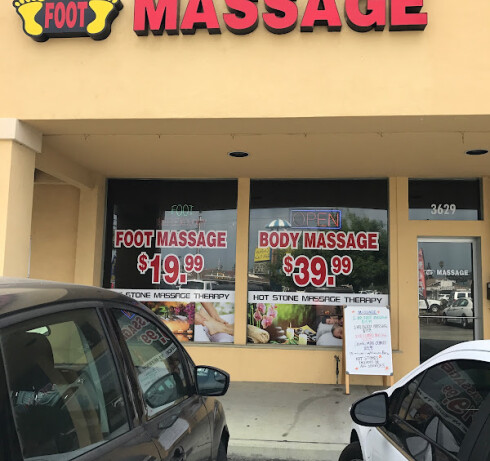 FOOT MASSAGE
FOOT
OPEN
3629
FOOT MASSAGE
$19.99
BODY MASSAGE
$39.99
STONE MASSAGE THERAPY
HOT STONE MASSAGE THERAPY
MASSAGE